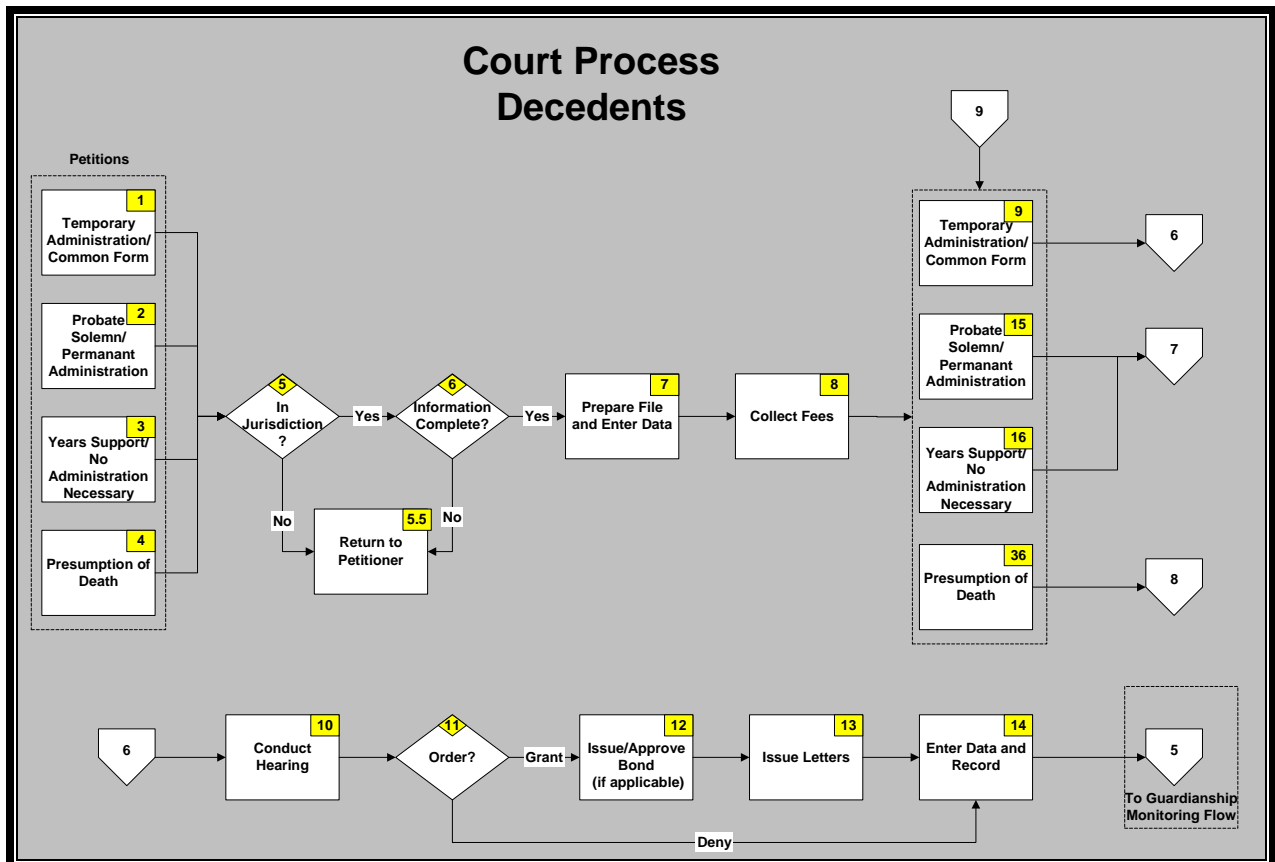 Court Process
Decedents
Petitions
1
Temporary
Administration/
Common Form
2
Probate
Solemn/
Permanant
Administration
3
Years Support/
No
Administration
Necessary
4
Presumption of
Death
5
In
Jurisdiction
?
Yes
No
6
Information
Complete?
Yes
No
5.5
Return to
Petitioner
7
Prepare File
and Enter Data
8
Collect Fees
9
9
Temporary
Administration/
Common Form
6
15
Probate
Solemn/
Permanant
Administration
7
16
Years Support/
No
Administration
Necessary
36
Presumption of
Death
8
6
10
Conduct
Hearing
11
Order?
Grant
Deny
12
Issue/Approve
Bond
(if applicable)
13
Issue Letters
14
Enter Data and
Record
5
To Guardianship
Monitoring Flow